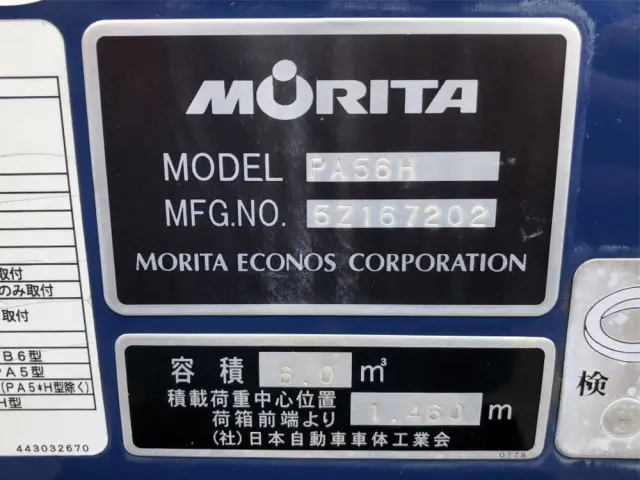 MORITA
MODEL PA56H
MFG.NO. 5Z167202
MORITA ECONOS CORPORATION
取付
のみ取付
取付
B6型
PA5型
(PA5*H型除く)
H型
443032670
容積 6.0 m³
積載荷重中心位置
荷箱前端より 1.460 m
(社)日本自動車車体工業会
0779
検